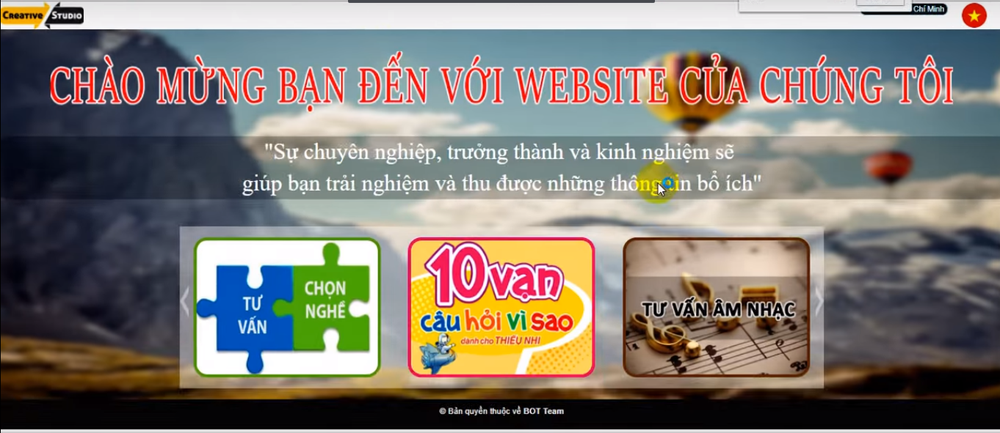 CREATIVE STUDIO
Chí Minh
CHÀO MỪNG BẠN ĐẾN VỚI WEBSITE CỦA CHÚNG TÔI
"Sự chuyên nghiệp, trưởng thành và kinh nghiệm sẽ
giúp bạn trải nghiệm và thu được những thông tin bổ ích"
TƯ
VẤN
CHỌN
NGHỀ
10 vạn
câu hỏi vì sao
dành cho THIẾU NHI
TƯ VẤN ÂM NHẠC
© Bản quyền thuộc về BOT Team